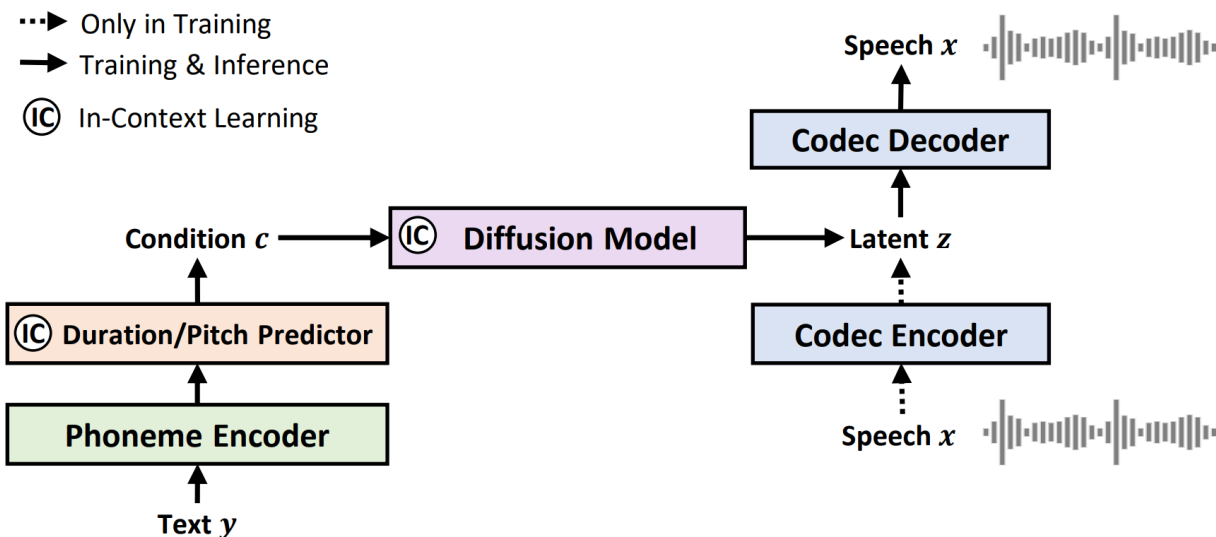 Only in Training
Training & Inference
IC In-Context Learning
Speech x
Codec Decoder
Condition c
IC Diffusion Model
Latent z
IC Duration/Pitch Predictor
Codec Encoder
Phoneme Encoder
Speech x
Text y